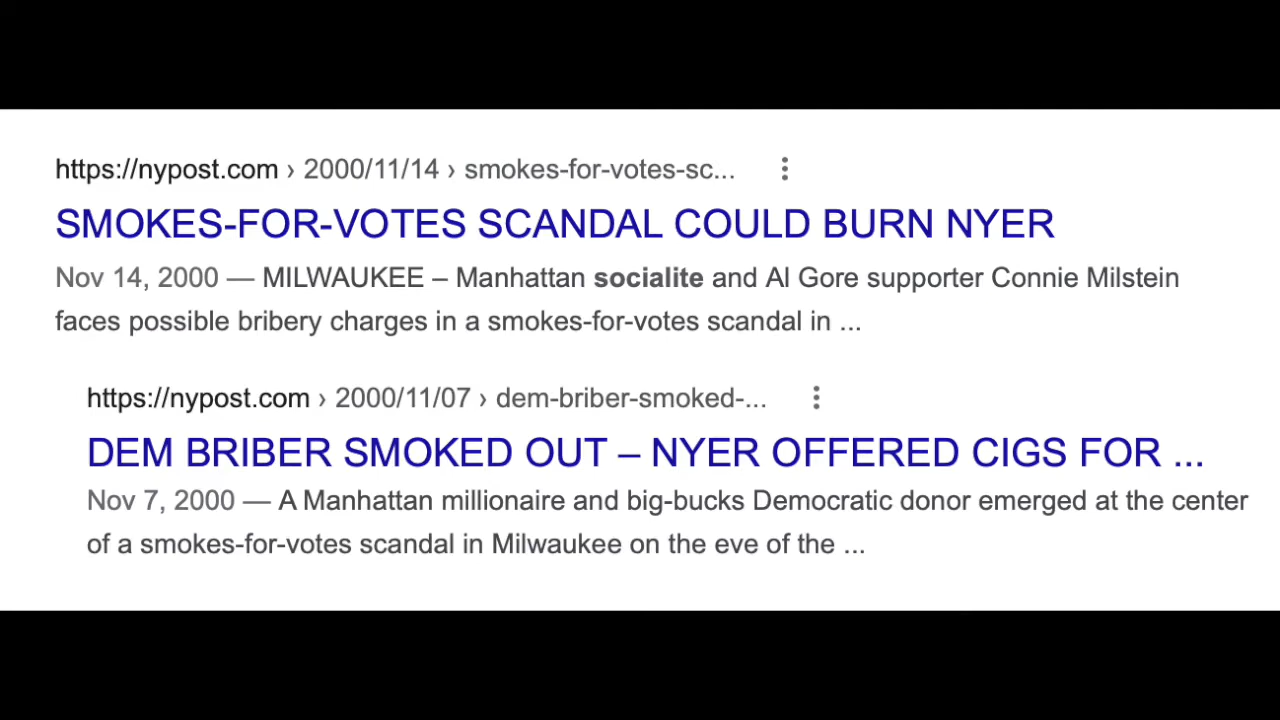 https://nypost.com › 2000/11/14 › smokes-for-votes-sc...
SMOKES-FOR-VOTES SCANDAL COULD BURN NYER
Nov 14, 2000 — MILWAUKEE – Manhattan socialite and Al Gore supporter Connie Milstein
faces possible bribery charges in a smokes-for-votes scandal in ...
https://nypost.com › 2000/11/07 › dem-briber-smoked-...
DEM BRIBER SMOKED OUT – NYER OFFERED CIGS FOR ...
Nov 7, 2000 — A Manhattan millionaire and big-bucks Democratic donor emerged at the center
of a smokes-for-votes scandal in Milwaukee on the eve of the ...